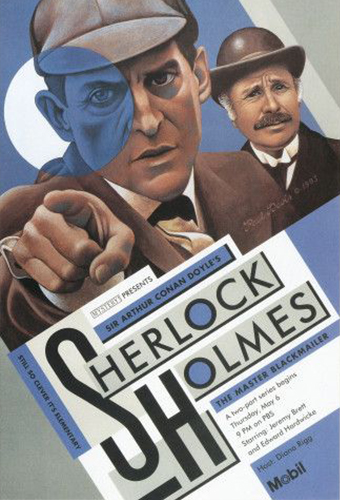 MYSTERY! PRESENTS
SIR ARTHUR CONAN DOYLE'S
SHERLOCK
HOLMES
THE MASTER BLACKMAILER
STILL SO CLEVER IT'S ELEMENTARY
A two-part series begins
Thursday, May 6
9 PM on PBS
Starring: Jeremy Brett
and Edward Hardwicke
Host: Diana Rigg
Mobil